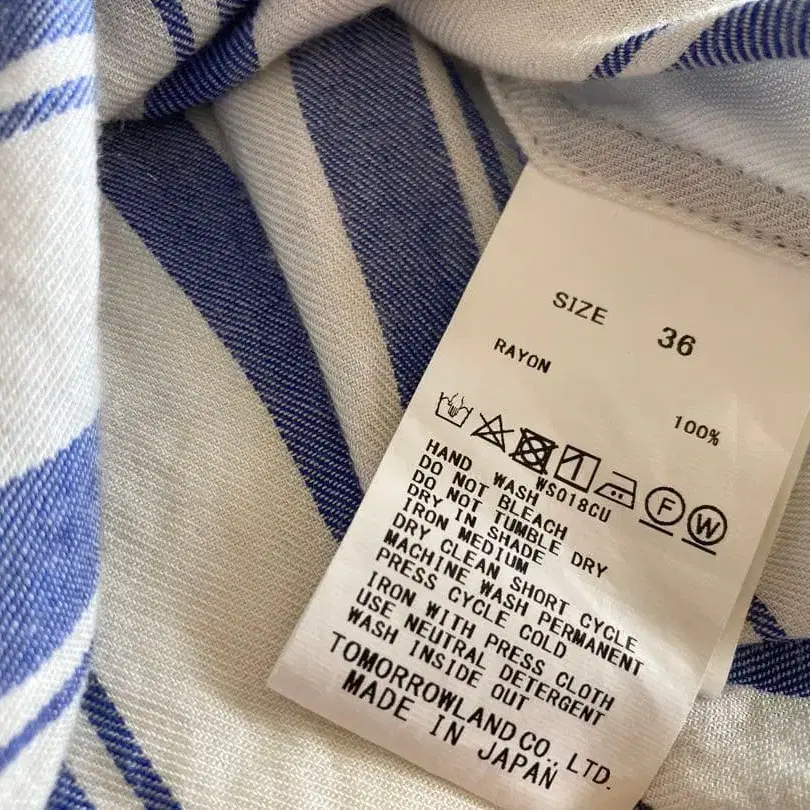 SIZE 36
RAYON
100%
F W
WS018CU
HAND WASH
DO NOT BLEACH
DO NOT TUMBLE DRY
DRY IN SHADE
IRON MEDIUM
DRY CLEAN SHORT CYCLE
MACHINE WASH PERMANENT
PRESS CYCLE COLD
IRON WITH PRESS CLOTH
USE NEUTRAL DETERGENT
WASH INSIDE OUT
TOMORROWLAND CO., LTD.
MADE IN JAPAN